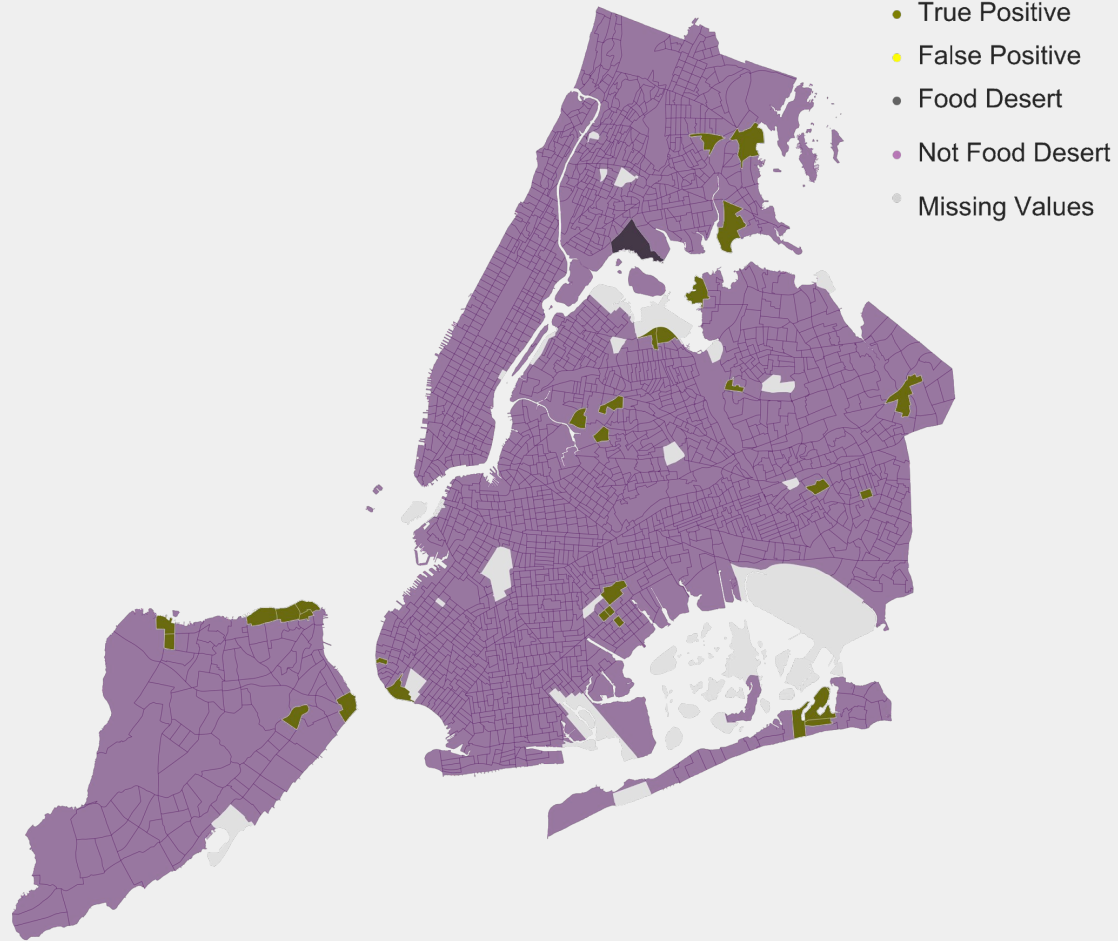 True Positive
False Positive
Food Desert
Not Food Desert
Missing Values